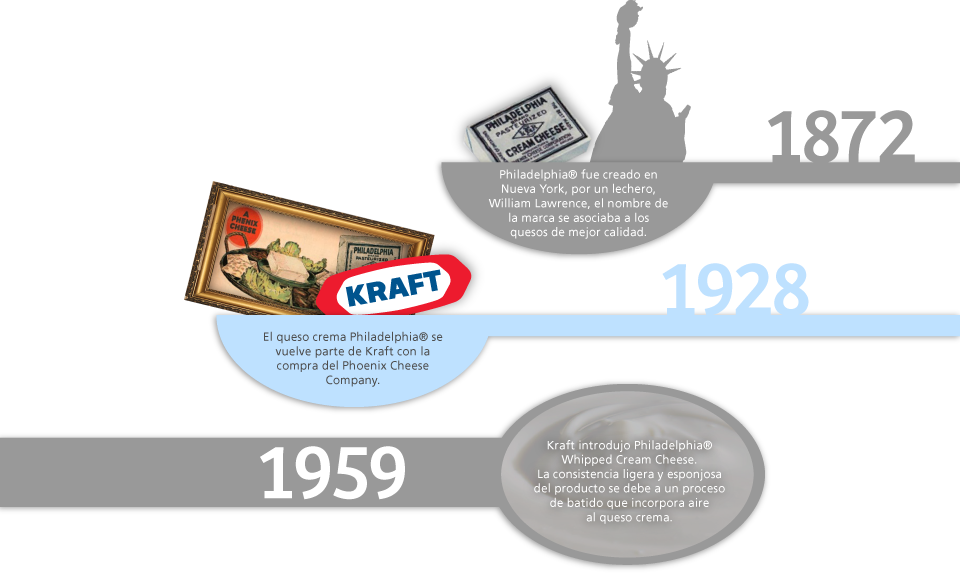 PHILADELPHIA
BRAND
PASTEURIZED
CREAM CHEESE
1872
Philadelphia® fue creado en
Nueva York, por un lechero,
William Lawrence, el nombre de
la marca se asociaba a los
quesos de mejor calidad.
A
PHENIX
CHEESE
PHILADELPHIA
PASTEURIZED
KRAFT
1928
El queso crema Philadelphia® se
vuelve parte de Kraft con la
compra del Phoenix Cheese
Company.
1959
Kraft introdujo Philadelphia®
Whipped Cream Cheese.
La consistencia ligera y esponjosa
del producto se debe a un proceso
de batido que incorpora aire
al queso crema.